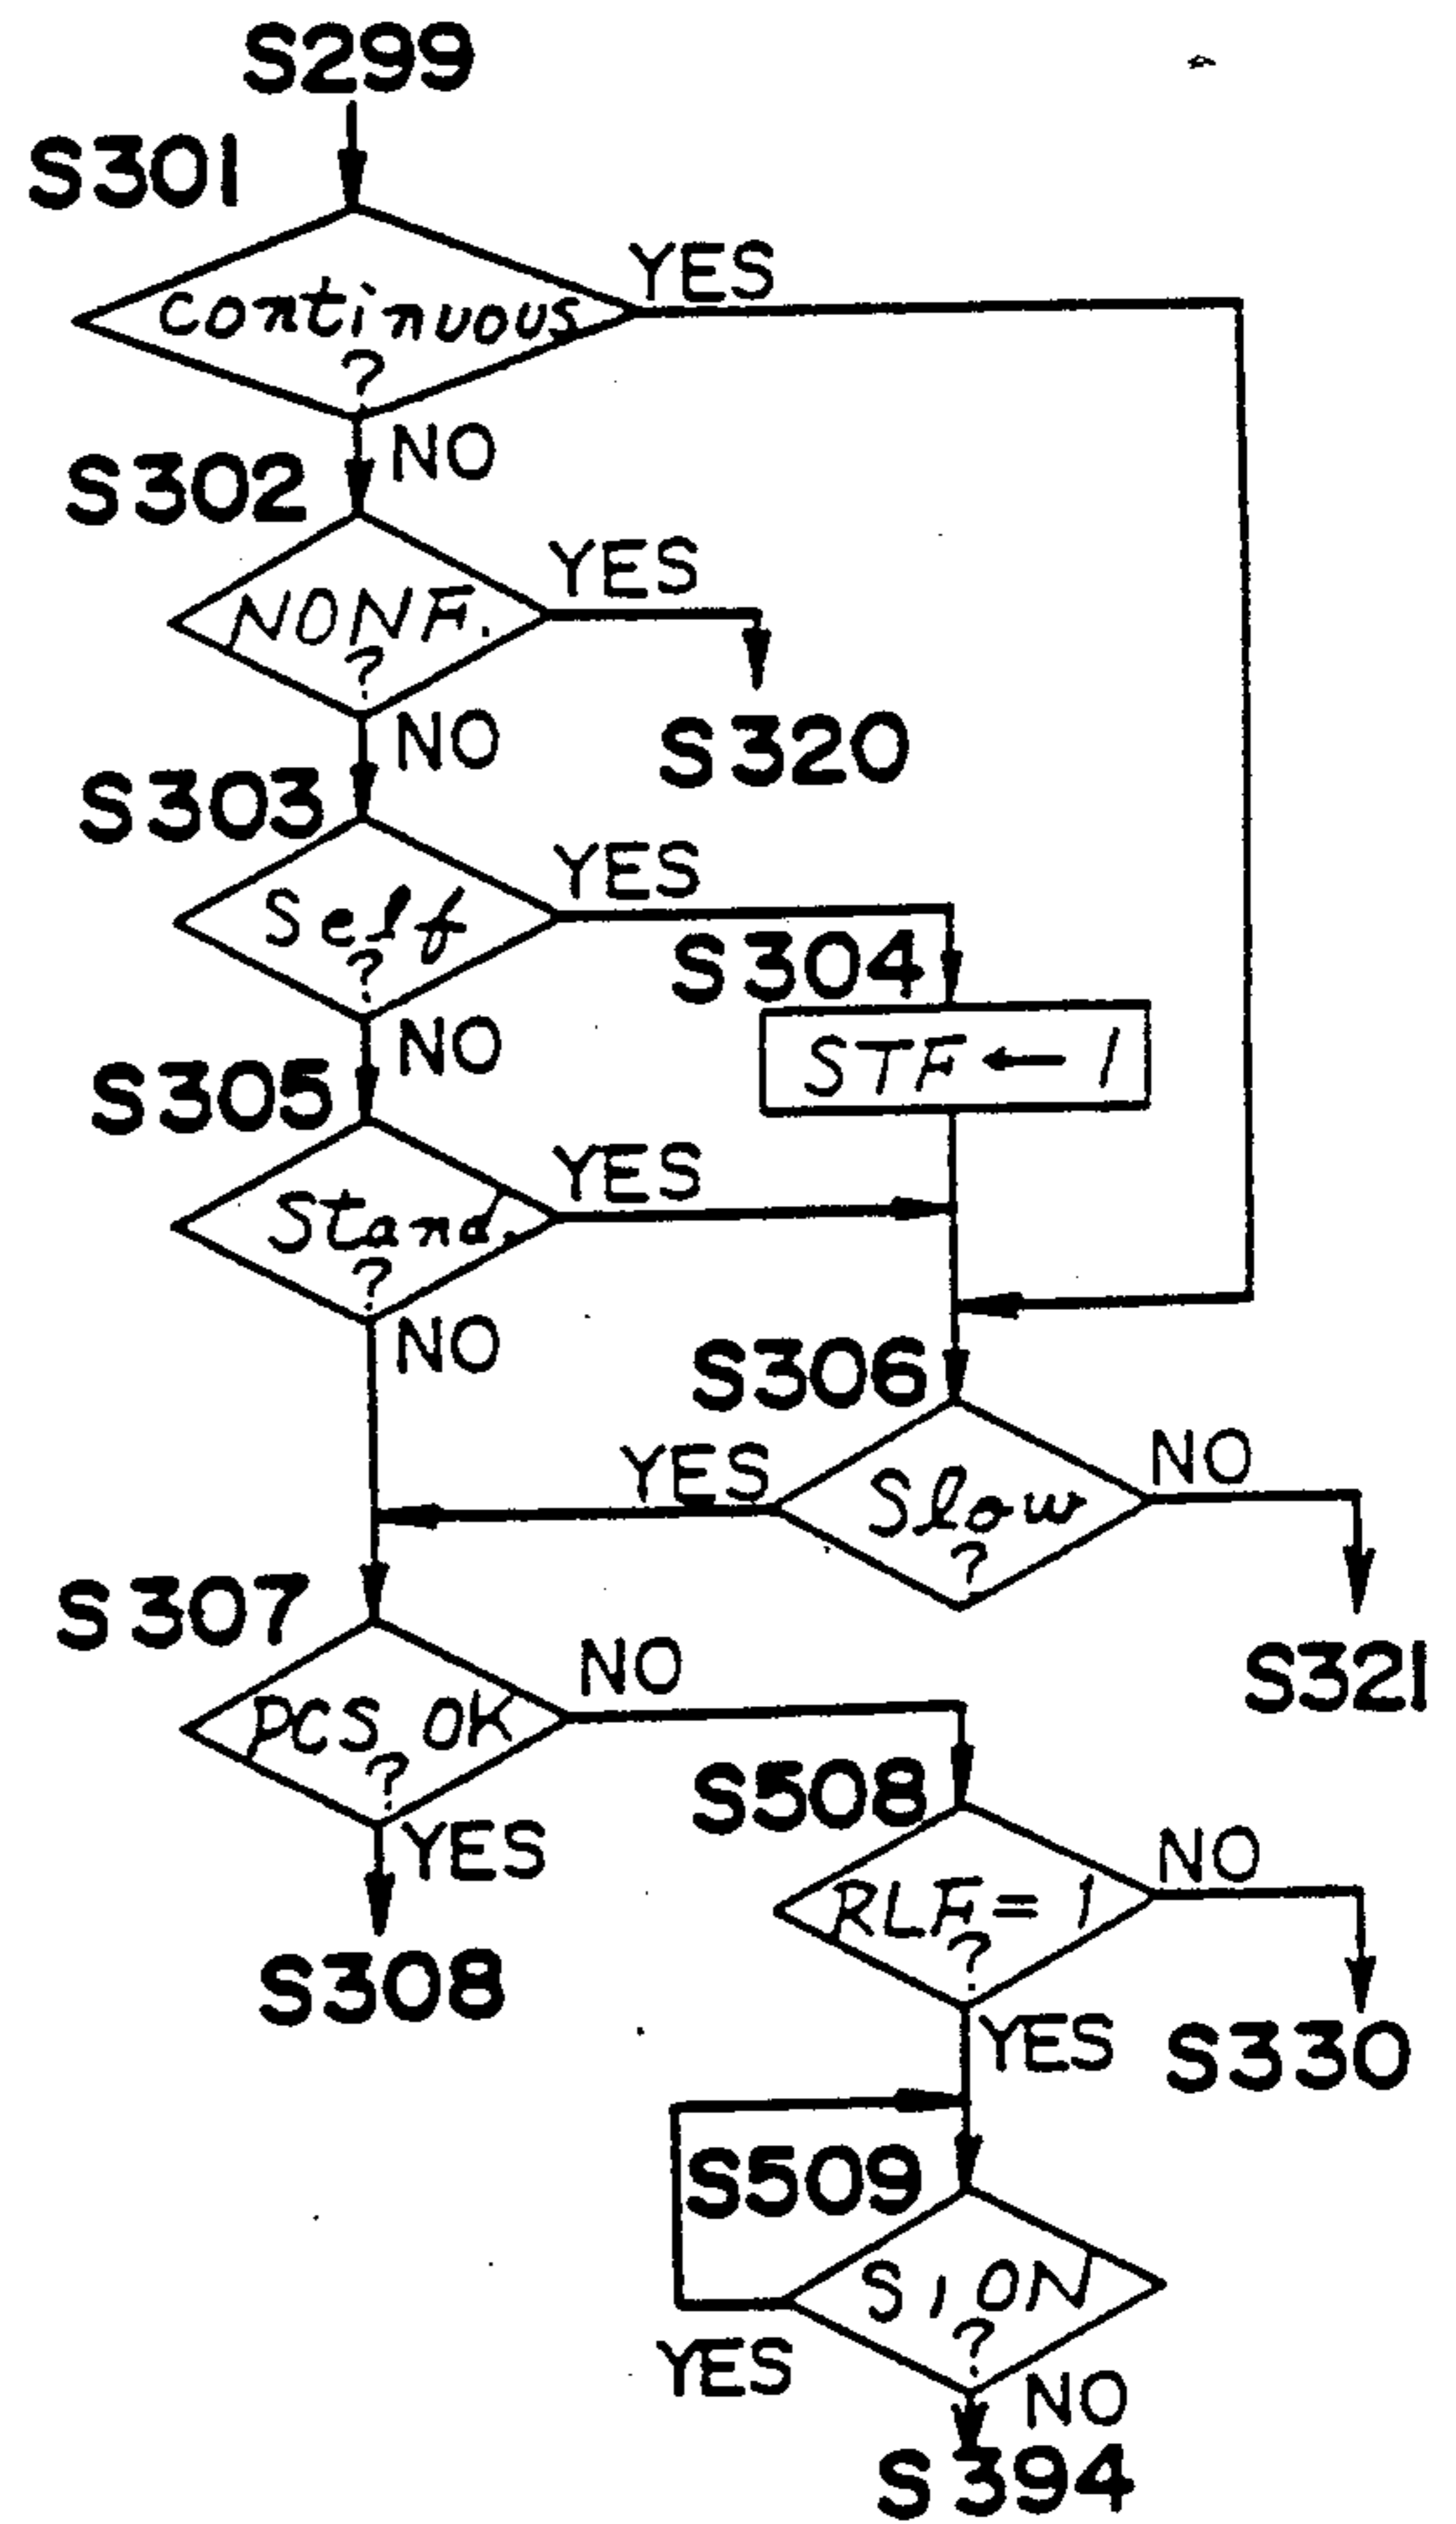 S299
S301
YES
continuous
?
NO
S302
YES
NONF.
?
NO
S320
S303
YES
Self
?
S304
NO
STF ← 1
S305
YES
Stand.
?
NO
S306
YES
NO
Slow
?
S307
NO
S321
PCS OK
?
S508
YES
NO
RLF = 1
?
S308
YES
S330
S509
S1 ON
?
YES
NO
S394